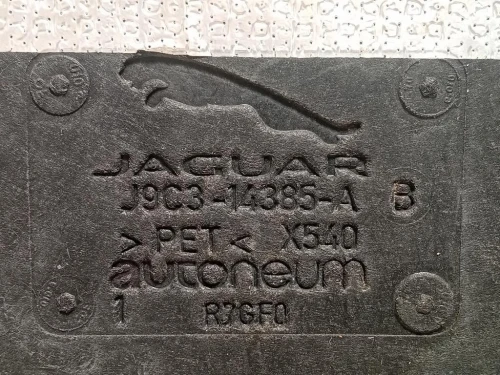 JAGUAR
J9C3-14385-A B
>PET< X540
autoneum
1 R7GF0